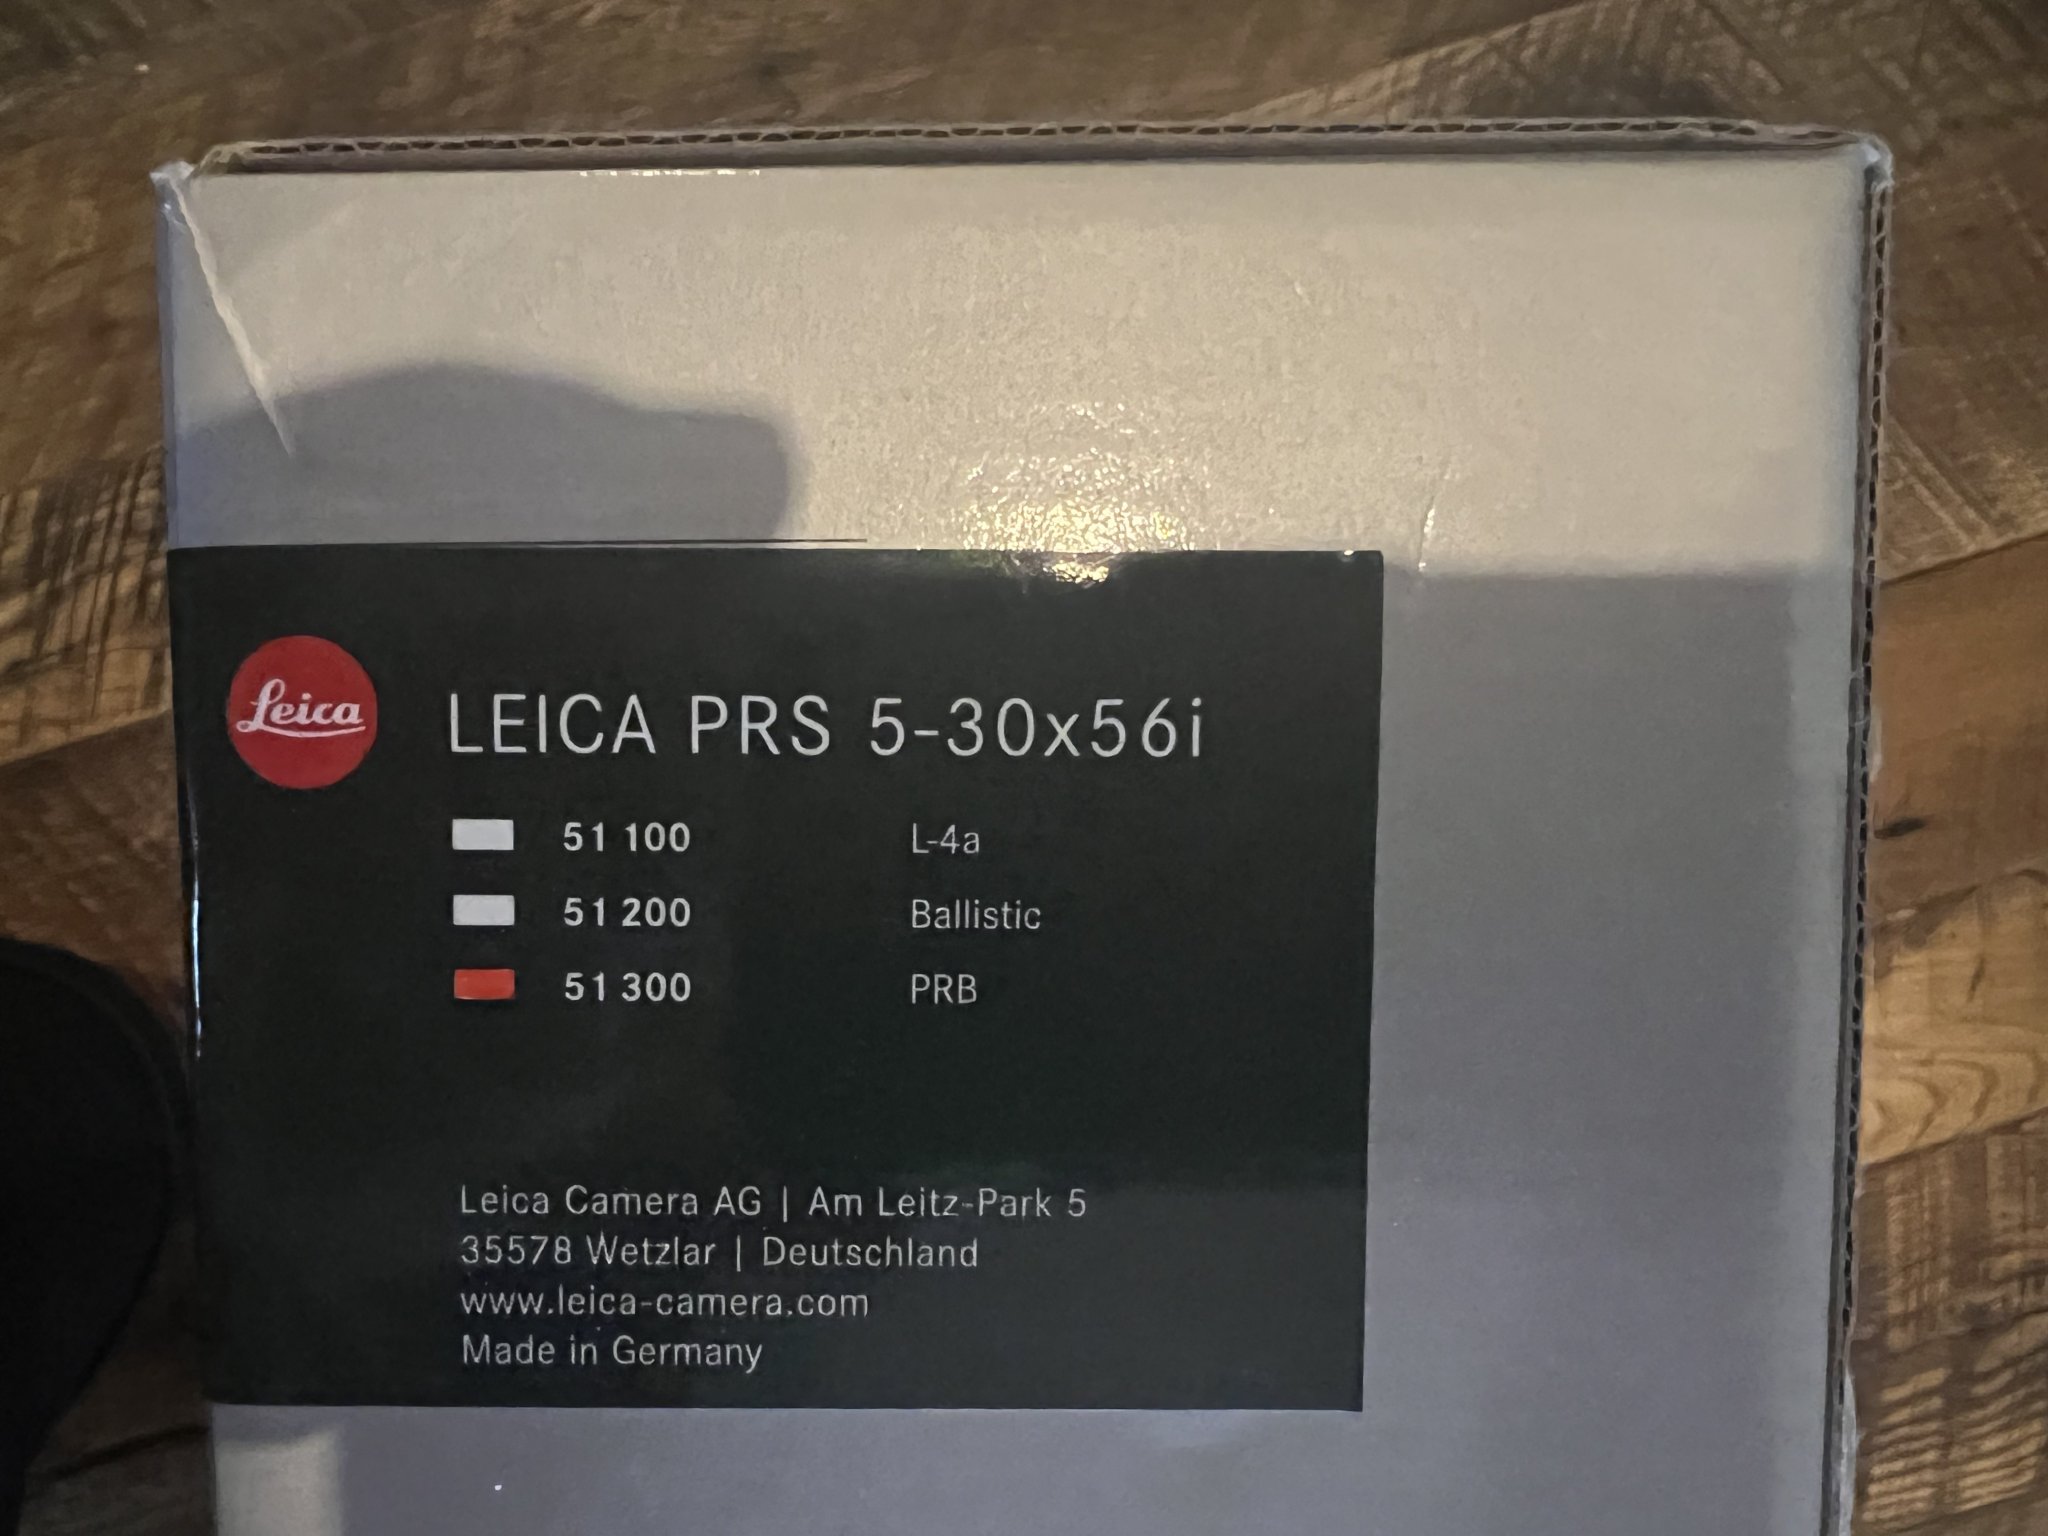 Leica
LEICA PRS 5-30x56i
51 100 L-4a
51 200 Ballistic
51 300 PRB
Leica Camera AG | Am Leitz-Park 5
35578 Wetzlar | Deutschland
www.leica-camera.com
Made in Germany